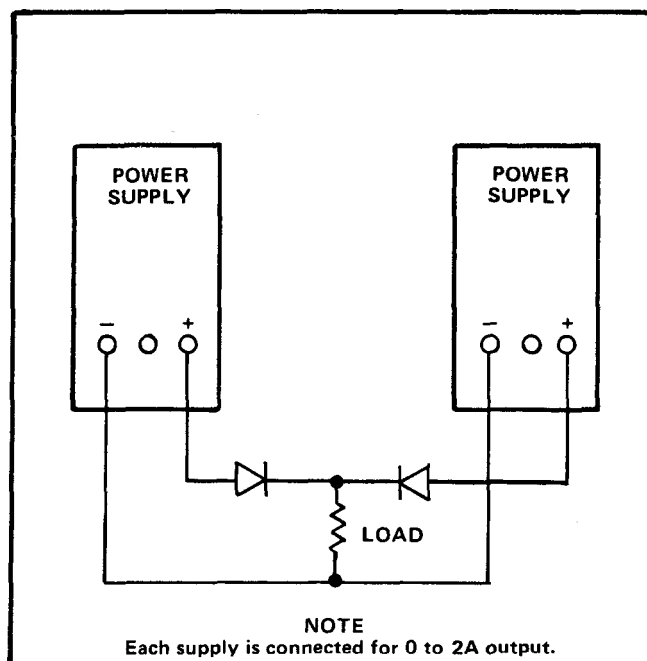 POWER
SUPPLY
POWER
SUPPLY
− +
− +
LOAD
NOTE
Each supply is connected for 0 to 2A output.